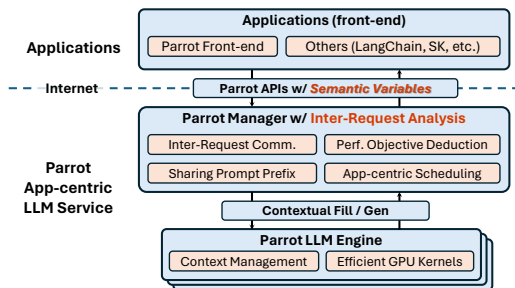 Applications (front-end)
Applications
Parrot Front-end
Others (LangChain, SK, etc.)
Internet
Parrot APIs w/ Semantic Variables
Parrot Manager w/ Inter-Request Analysis
Inter-Request Comm.
Perf. Objective Deduction
Sharing Prompt Prefix
App-centric Scheduling
Parrot
App-centric
LLM Service
Contextual Fill / Gen
Parrot LLM Engine
Context Management
Efficient GPU Kernels